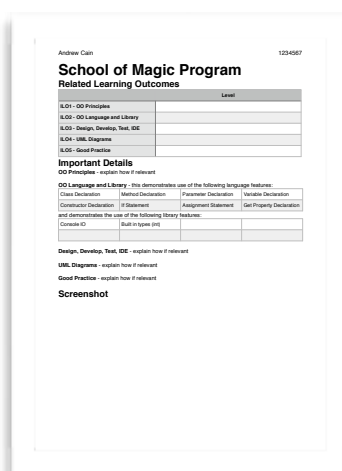 Andrew Cain 1234567
School of Magic Program
Related Learning Outcomes
Level
ILO1 - OO Principles
ILO2 - OO Language and Library
ILO3 - Design, Develop, Test, IDE
ILO4 - UML Diagrams
ILO5 - Good Practice
Important Details
OO Principles - explain how if relevant
OO Language and Library - this demonstrates use of the following language features:
Class Declaration Method Declaration Parameter Declaration Variable Declaration
Constructor Declaration If Statement Assignment Statement Get Property Declaration
and demonstrates the use of the following library features:
Console IO Built in types (int)
Design, Develop, Test, IDE - explain how if relevant
UML Diagrams - explain how if relevant
Good Practice - explain how if relevant
Screenshot